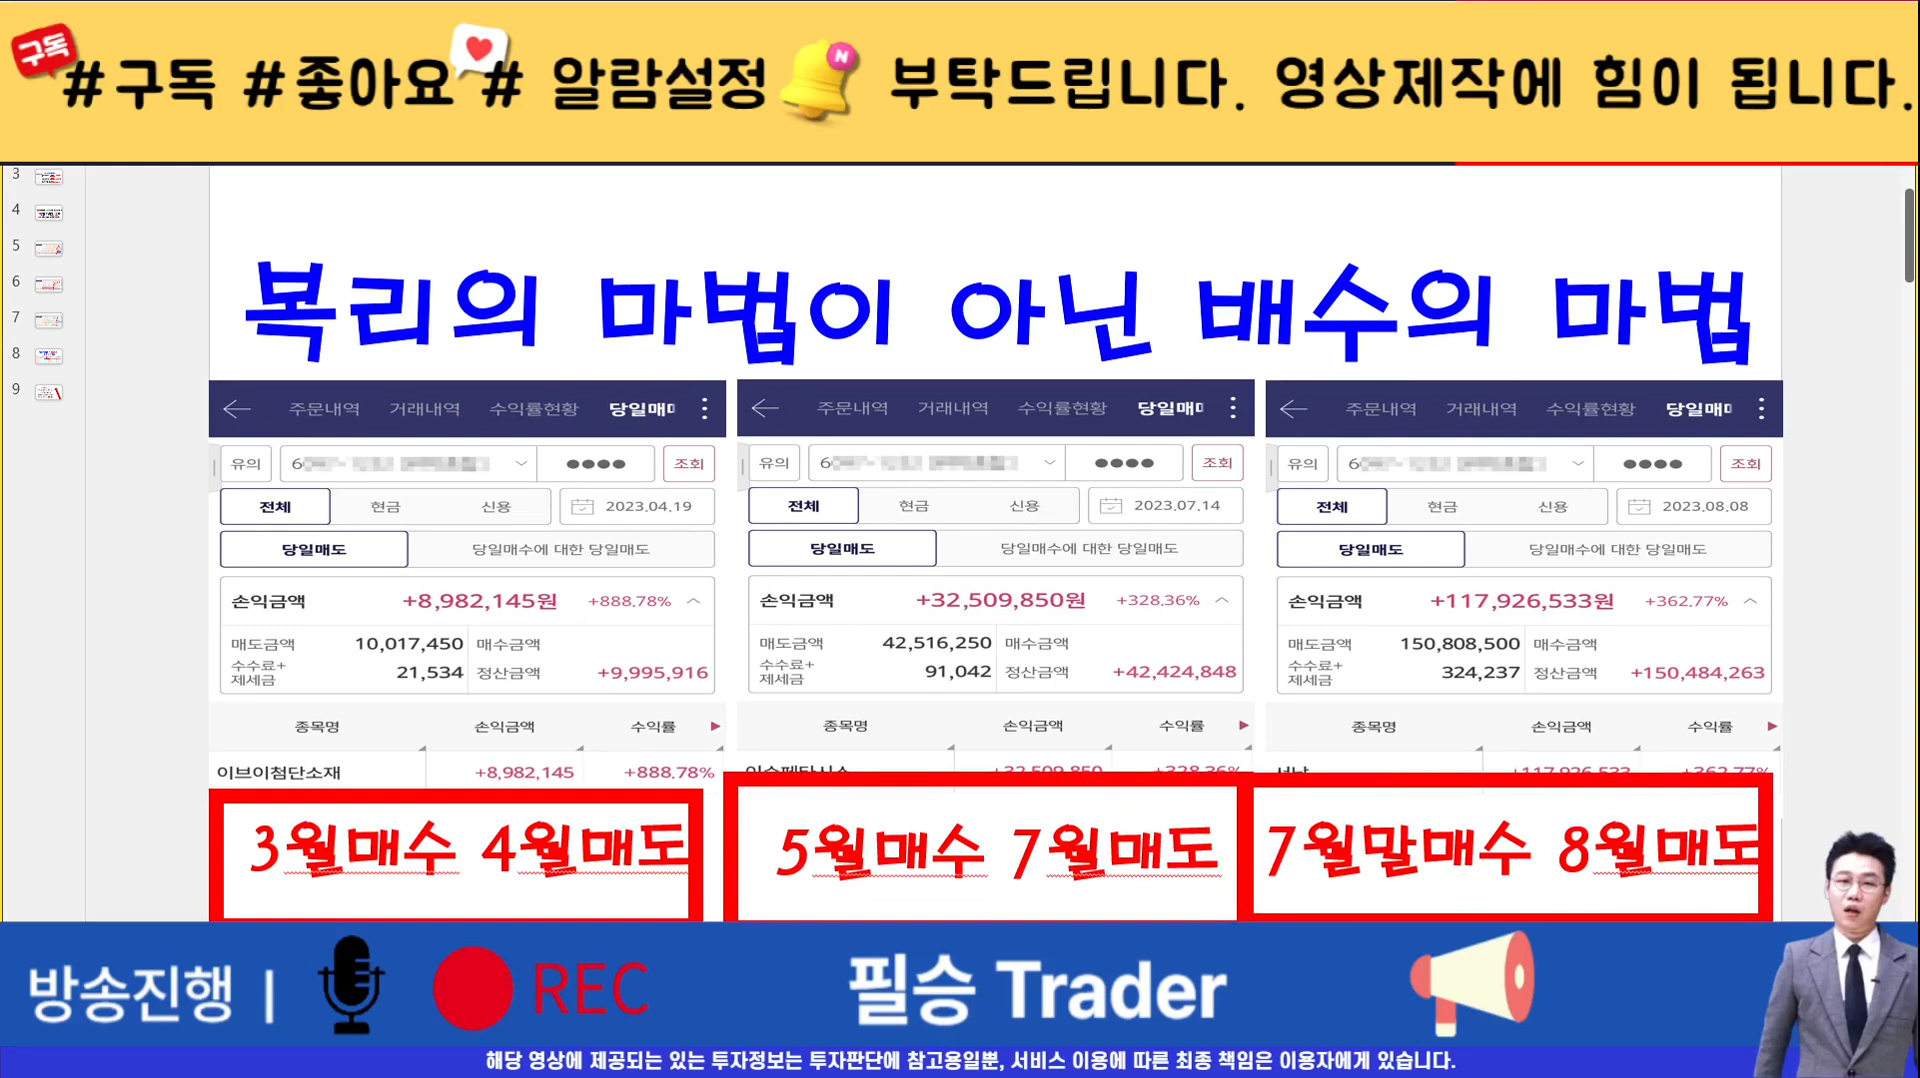 구독
#구독 #좋아요 # 알람설정 N 부탁드립니다. 영상제작에 힘이 됩니다.
3
4
5
6
7
8
9
복리의 마법이 아닌 배수의 마법
주문내역 거래내역 수익률현황 당일매
유의 6 조회
전체 현금 신용 2023.04.19
당일매도 당일매수에 대한 당일매도
손익금액 +8,982,145원 +888.78%
매도금액 10,017,450 매수금액
수수료+
제세금 21,534 정산금액 +9,995,916
종목명 손익금액 수익률
이브이첨단소재 +8,982,145 +888.78%
3월매수 4월매도
주문내역 거래내역 수익률현황 당일매
유의 6 조회
전체 현금 신용 2023.07.14
당일매도 당일매수에 대한 당일매도
손익금액 +32,509,850원 +328.36%
매도금액 42,516,250 매수금액
수수료+
제세금 91,042 정산금액 +42,424,848
종목명 손익금액 수익률
+32,509,850 +328.36%
5월매수 7월매도
주문내역 거래내역 수익률현황 당일매
유의 6 조회
전체 현금 신용 2023.08.08
당일매도 당일매수에 대한 당일매도
손익금액 +117,926,533원 +362.77%
매도금액 150,808,500 매수금액
수수료+
제세금 324,237 정산금액 +150,484,263
종목명 손익금액 수익률
+117,926,533 +362.77%
7월말매수 8월매도
방송진행 | REC 필승 Trader
해당 영상에 제공되는 있는 투자정보는 투자판단에 참고용일뿐, 서비스 이용에 따른 최종 책임은 이용자에게 있습니다.